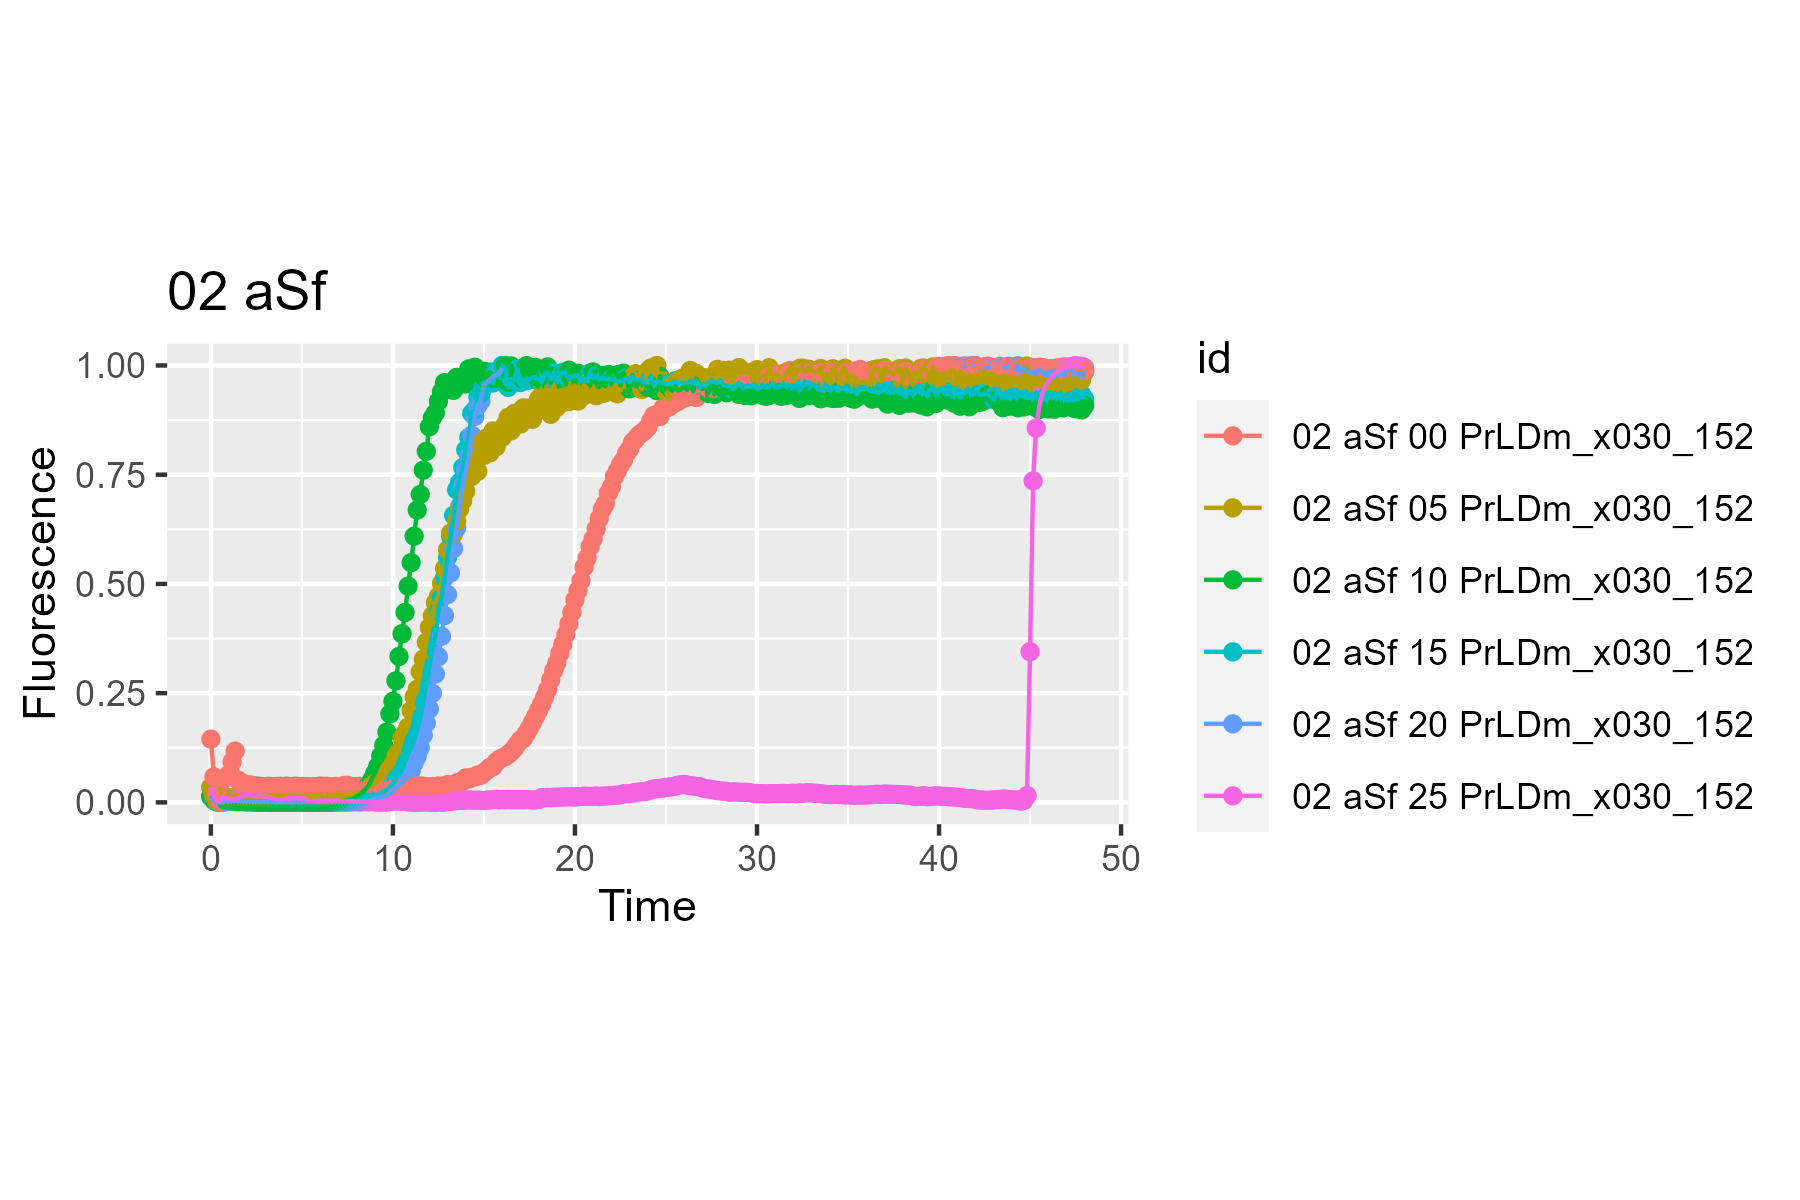 02 aSf
Fluorescence
1.00
0.75
0.50
0.25
0.00
0 10 20 30 40 50
Time
id
02 aSf 00 PrLDm_x030_152
02 aSf 05 PrLDm_x030_152
02 aSf 10 PrLDm_x030_152
02 aSf 15 PrLDm_x030_152
02 aSf 20 PrLDm_x030_152
02 aSf 25 PrLDm_x030_152